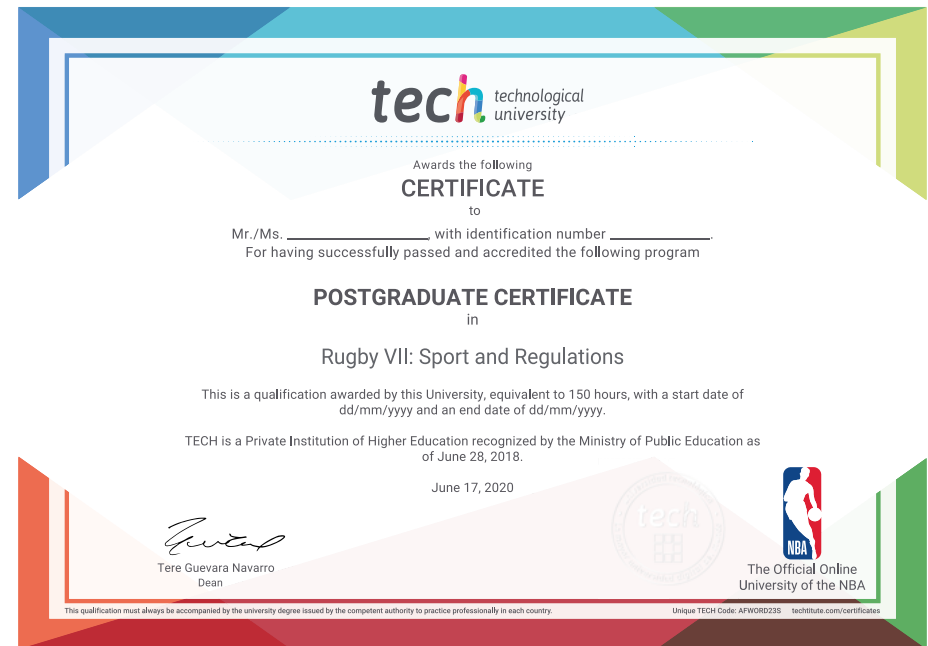 tech technological
university
Awards the following
CERTIFICATE
to
Mr./Ms. ____________________, with identification number ______________.
For having successfully passed and accredited the following program
POSTGRADUATE CERTIFICATE
in
Rugby VII: Sport and Regulations
This is a qualification awarded by this University, equivalent to 150 hours, with a start date of
dd/mm/yyyy and an end date of dd/mm/yyyy.
TECH is a Private Institution of Higher Education recognized by the Ministry of Public Education as
of June 28, 2018.
June 17, 2020
tech
NBA
Tere Guevara Navarro
Dean
The Official Online
University of the NBA
This qualification must always be accompanied by the university degree issued by the competent authority to practice professionally in each country.
Unique TECH Code: AFWORD23S techtitute.com/certificates